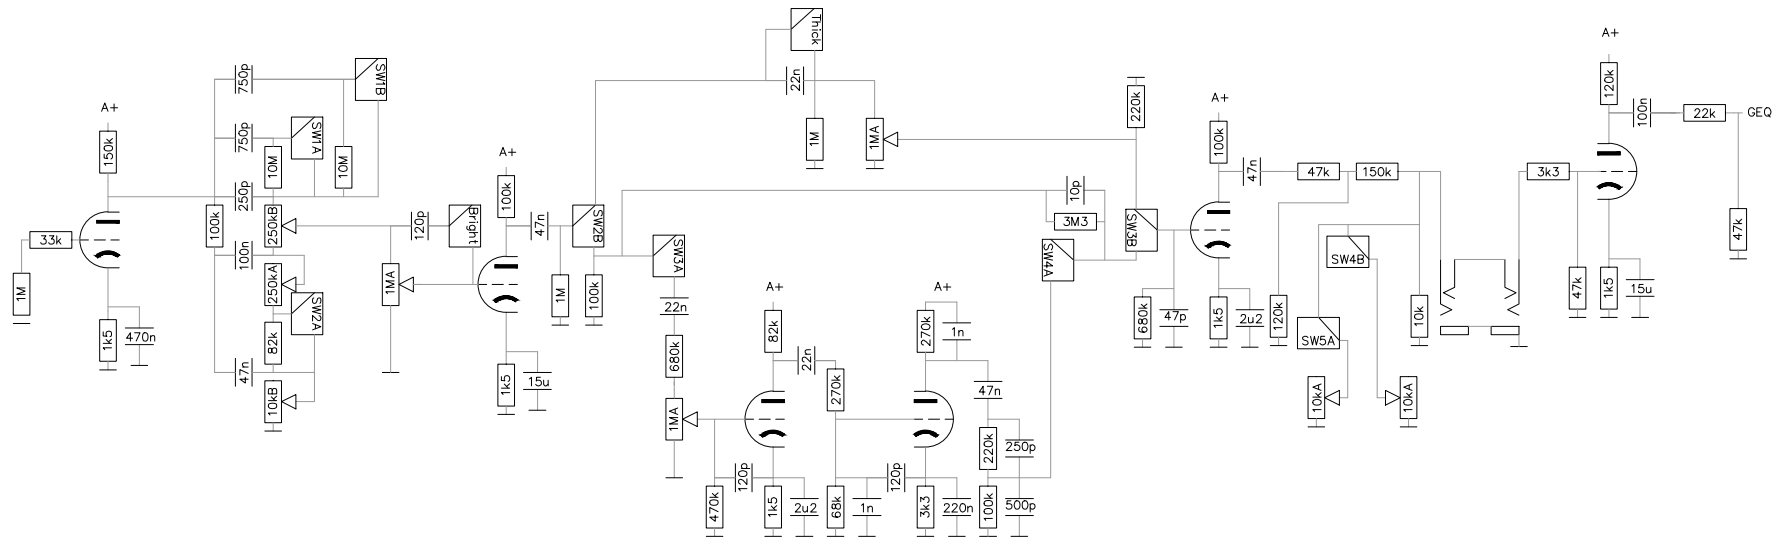 A+
150k
33k
1M
1k5
470n
750p
SW1B
750p
SW1A
10M
10M
250p
100k
250kB
100n
250kA
SW2A
82k
47n
10kB
120p
Bright
1MA
A+
100k
47n
1k5
15u
1M
SW2B
100k
Thick
22n
1M
1MA
SW3A
22n
680k
1MA
A+
82k
22n
270k
470k
120p
1k5
2u2
68k
1n
120p
A+
270k
1n
47n
3k3
220n
220k
250p
100k
500p
10p
3M3
SW4A
220k
SW3B
680k
47p
A+
100k
47n
1k5
2u2
47k
150k
120k
SW4B
SW5A
10kA
10kA
10k
3k3
47k
A+
120k
100n
22k
GEQ
47k
1k5
15u